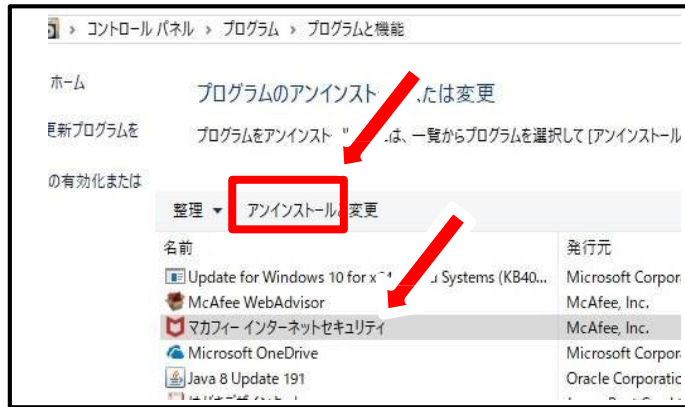 コントロール パネル > プログラム > プログラムと機能
ホーム
プログラムのアンインスト たは変更
更新プログラムを
プログラムをアンインスト は、一覧からプログラムを選択して [アンインストール
の有効化または
整理 ▼ アンインストールと変更
名前 発行元
Update for Windows 10 for x Systems (KB40... Microsoft Corpor
McAfee WebAdvisor McAfee, Inc.
マカフィー インターネットセキュリティ McAfee, Inc.
Microsoft OneDrive Microsoft Corpor
Java 8 Update 191 Oracle Corporatio